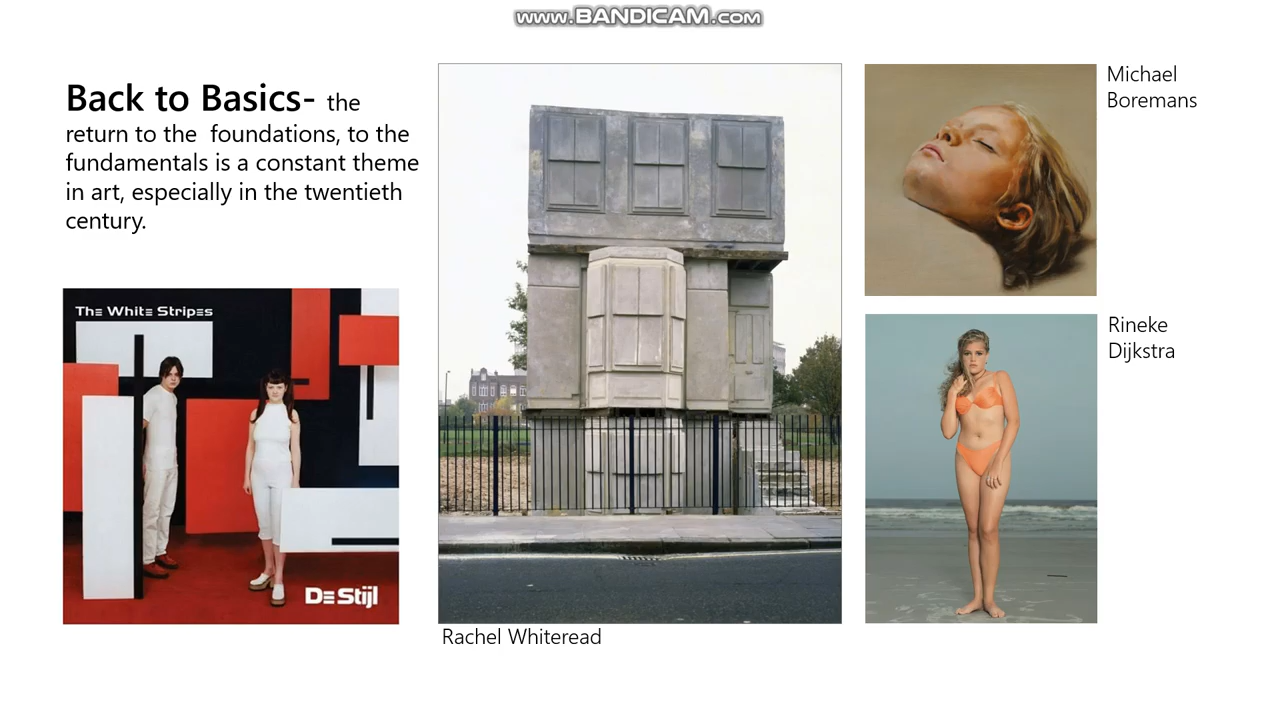 www.BANDICAM.com
Back to Basics- the
return to the foundations, to the
fundamentals is a constant theme
in art, especially in the twentieth
century.
The White Stripes
De Stijl
Rachel Whiteread
Michael
Boremans
Rineke
Dijkstra